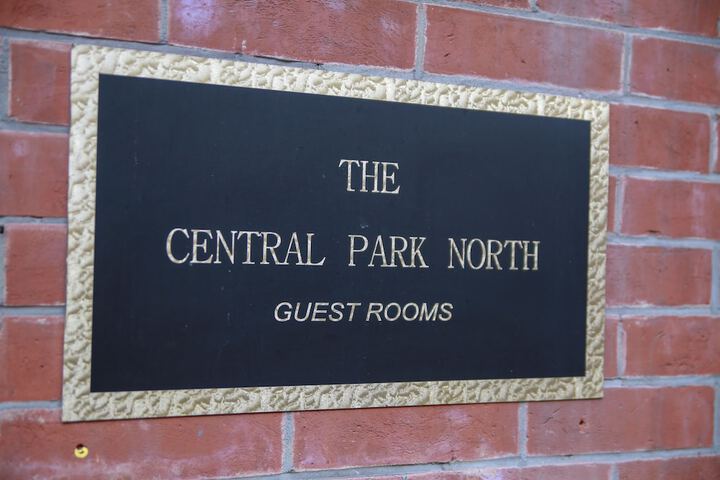 THE
CENTRAL PARK NORTH
GUEST ROOMS